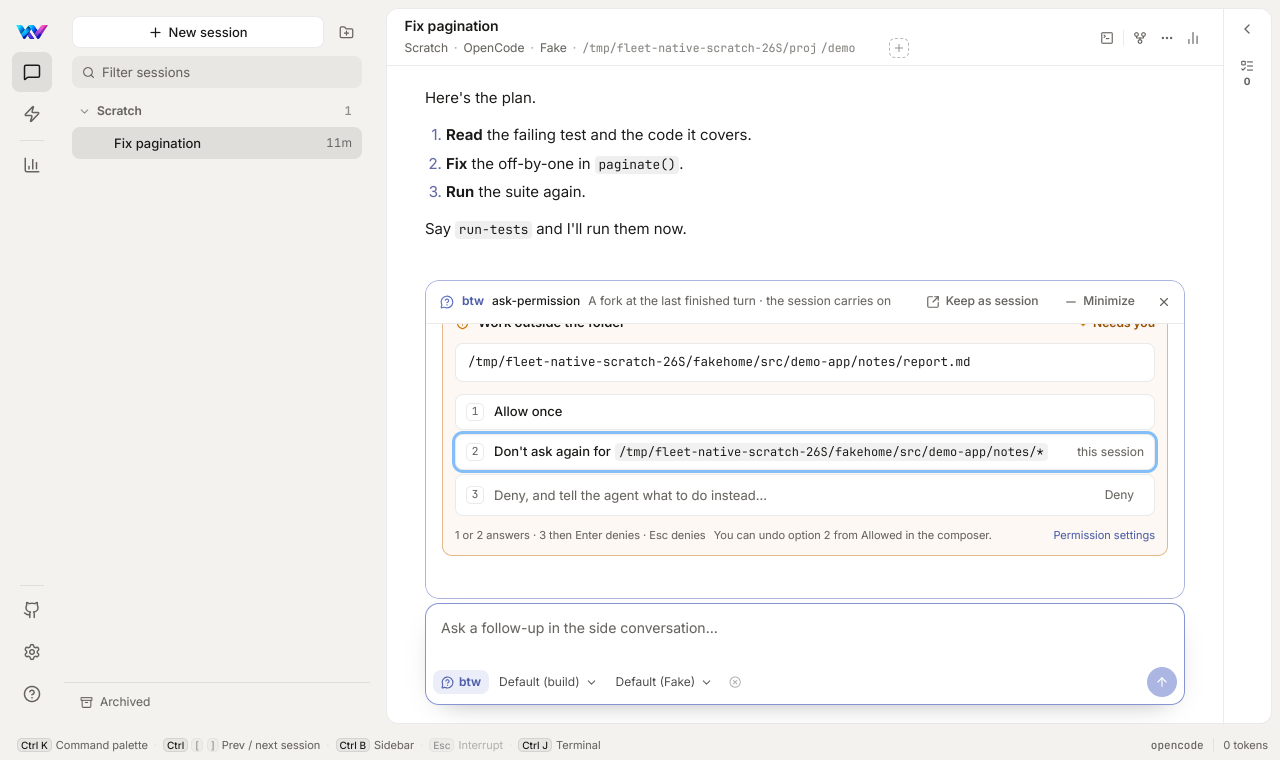 New session
Filter sessions
Scratch 1
Fix pagination 11m
Archived
Fix pagination
Scratch · OpenCode · Fake · /tmp/fleet-native-scratch-26S/proj /demo
0
Here's the plan.
1. Read the failing test and the code it covers.
2. Fix the off-by-one in paginate().
3. Run the suite again.
Say run-tests and I'll run them now.
btw ask-permission A fork at the last finished turn · the session carries on Keep as session Minimize
Work outside the folder Needs you
/tmp/fleet-native-scratch-26S/fakehome/src/demo-app/notes/report.md
1 Allow once
2 Don't ask again for /tmp/fleet-native-scratch-26S/fakehome/src/demo-app/notes/* this session
3 Deny, and tell the agent what to do instead... Deny
1 or 2 answers · 3 then Enter denies · Esc denies You can undo option 2 from Allowed in the composer. Permission settings
Ask a follow-up in the side conversation...
btw Default (build) Default (Fake)
Ctrl K Command palette · Ctrl [ ] Prev / next session · Ctrl B Sidebar · Esc Interrupt · Ctrl J Terminal opencode 0 tokens